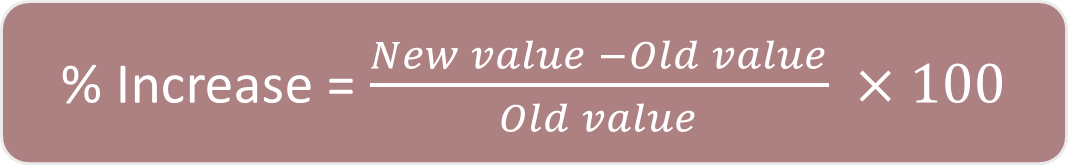 % Increase = New value −Old value / Old value × 100